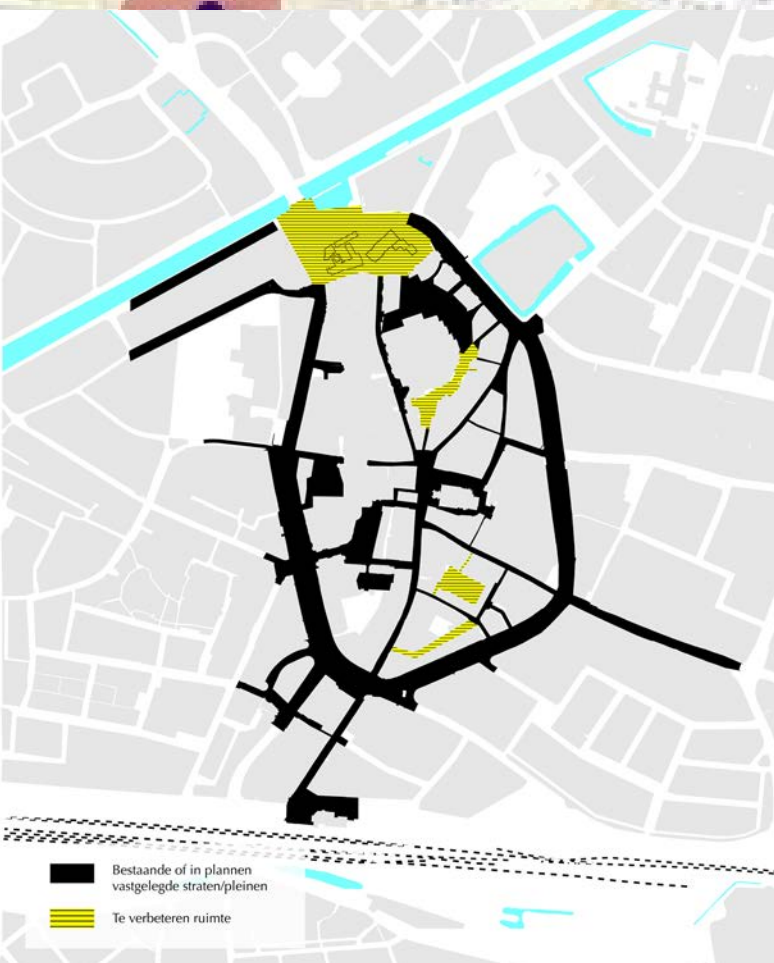 Bestaande of in plannen
vastgelegde straten/pleinen
Te verbeteren ruimte